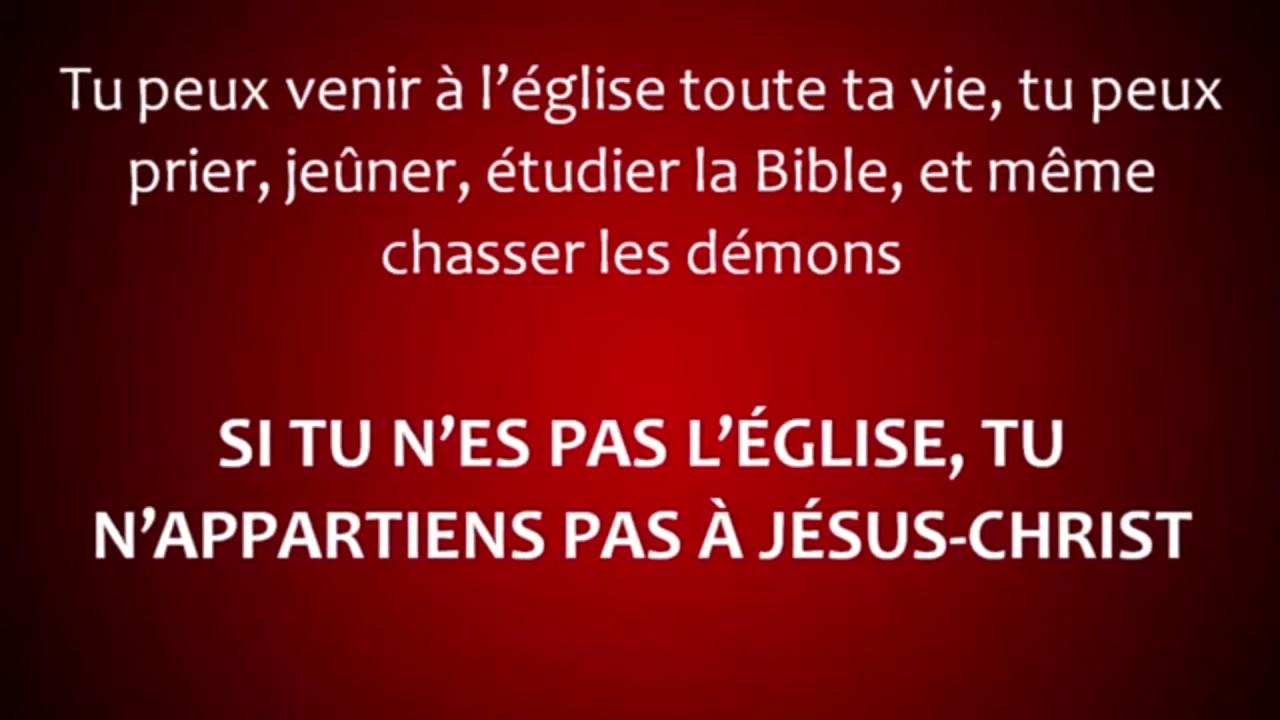 Tu peux venir à l’église toute ta vie, tu peux
prier, jeûner, étudier la Bible, et même
chasser les démons
SI TU N’ES PAS L’ÉGLISE, TU
N’APPARTIENS PAS À JÉSUS-CHRIST